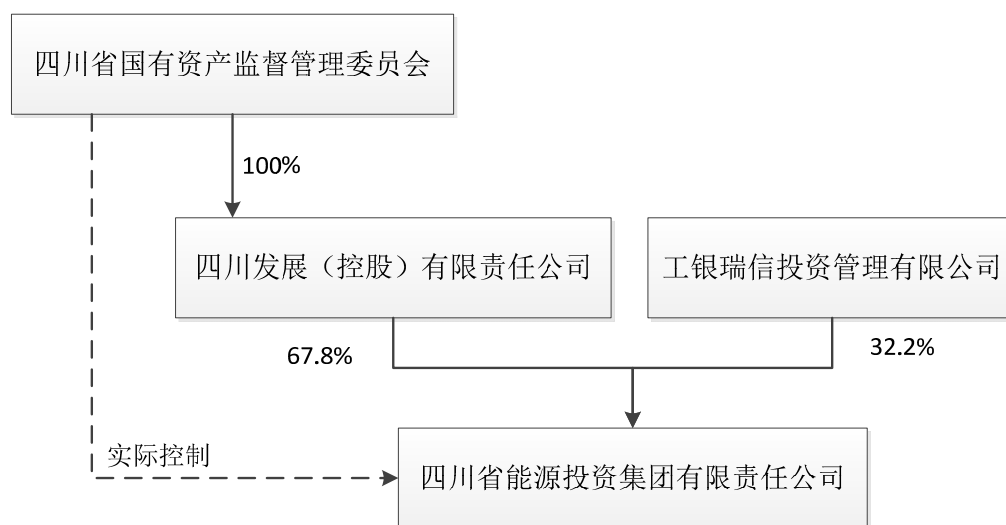 四川省国有资产监督管理委员会
100%
四川发展（控股）有限责任公司
工银瑞信投资管理有限公司
67.8%
32.2%
实际控制
四川省能源投资集团有限责任公司